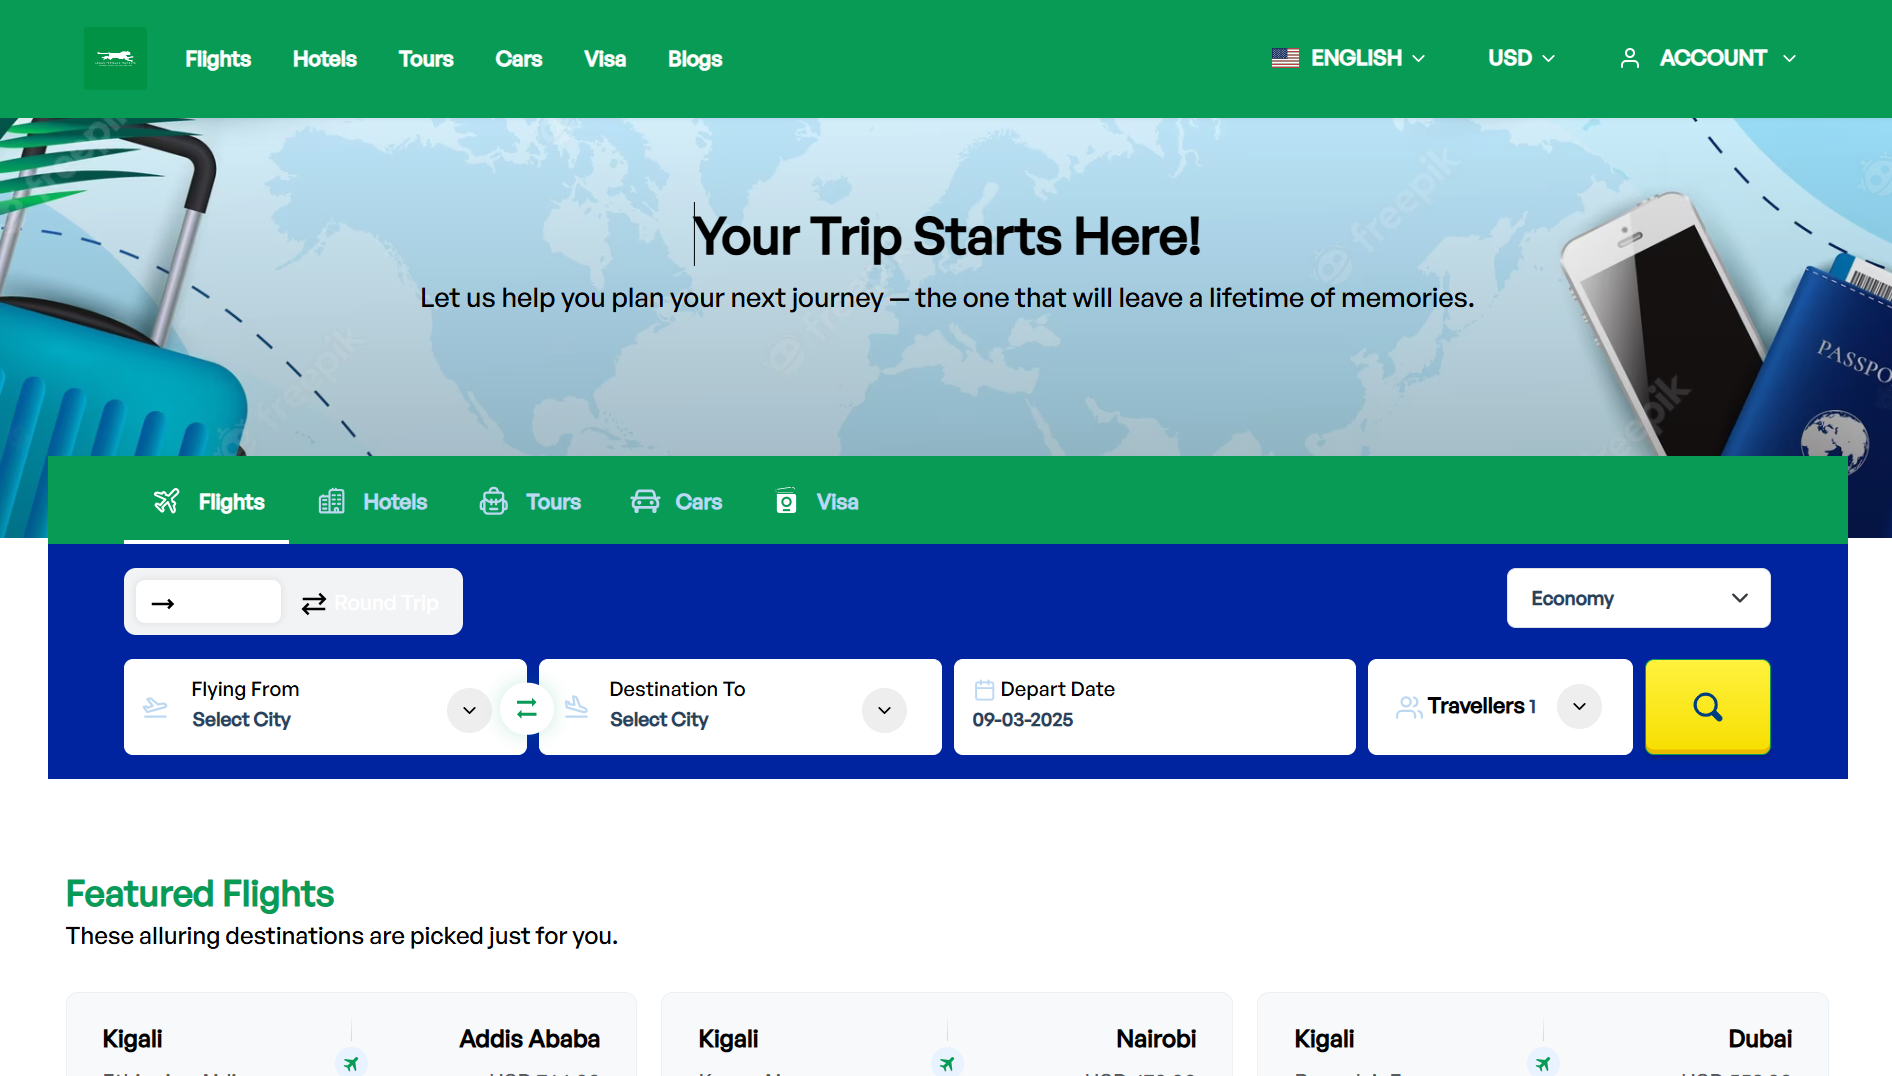 Flights Hotels Tours Cars Visa Blogs
ENGLISH USD ACCOUNT
freepik
Your Trip Starts Here!
Let us help you plan your next journey — the one that will leave a lifetime of memories.
PASSPO
Flights Hotels Tours Cars Visa
Round Trip
Economy
Flying From
Select City
Destination To
Select City
Depart Date
09-03-2025
Travellers 1
Featured Flights
These alluring destinations are picked just for you.
Kigali Addis Ababa
Kigali Nairobi
Kigali Dubai